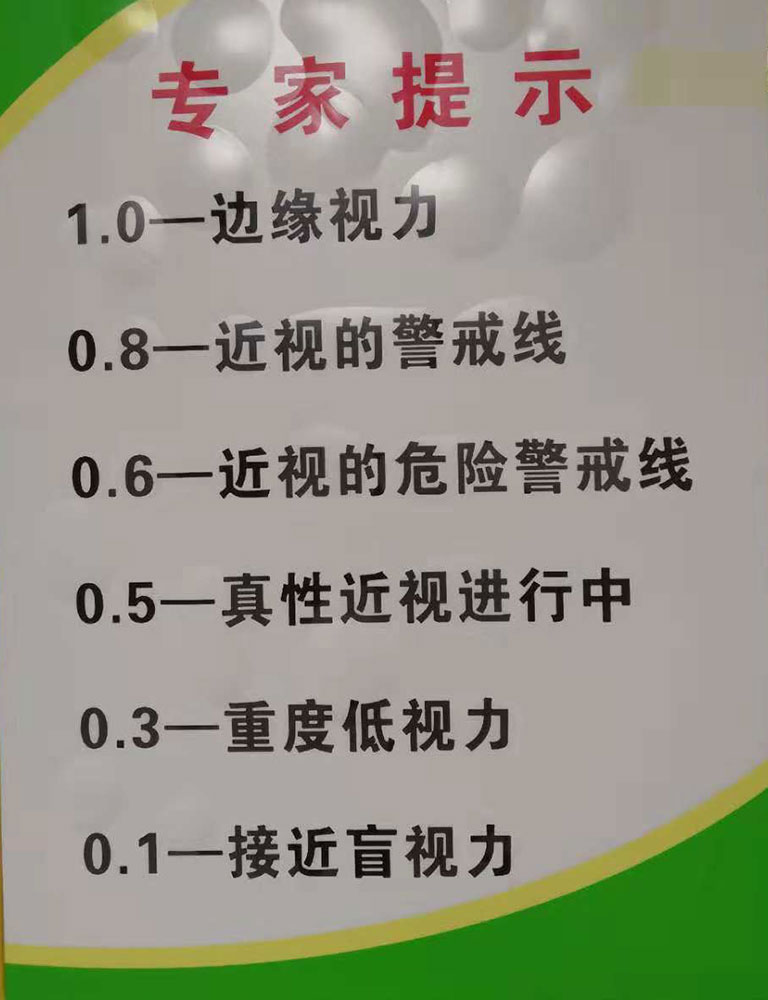 专家提示
1.0—边缘视力
0.8—近视的警戒线
0.6—近视的危险警戒线
0.5—真性近视进行中
0.3—重度低视力
0.1—接近盲视力